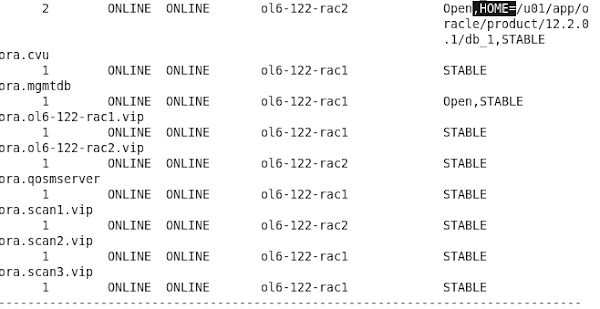 2 ONLINE ONLINE ol6-122-rac2 Open,HOME=/u01/app/o
racle/product/12.2.0
.1/db_1,STABLE
ora.cvu
1 ONLINE ONLINE ol6-122-rac1 STABLE
ora.mgmtdb
1 ONLINE ONLINE ol6-122-rac1 Open,STABLE
ora.ol6-122-rac1.vip
1 ONLINE ONLINE ol6-122-rac1 STABLE
ora.ol6-122-rac2.vip
1 ONLINE ONLINE ol6-122-rac2 STABLE
ora.qosmserver
1 ONLINE ONLINE ol6-122-rac1 STABLE
ora.scan1.vip
1 ONLINE ONLINE ol6-122-rac2 STABLE
ora.scan2.vip
1 ONLINE ONLINE ol6-122-rac1 STABLE
ora.scan3.vip
1 ONLINE ONLINE ol6-122-rac1 STABLE
--------------------------------------------------------------------------------